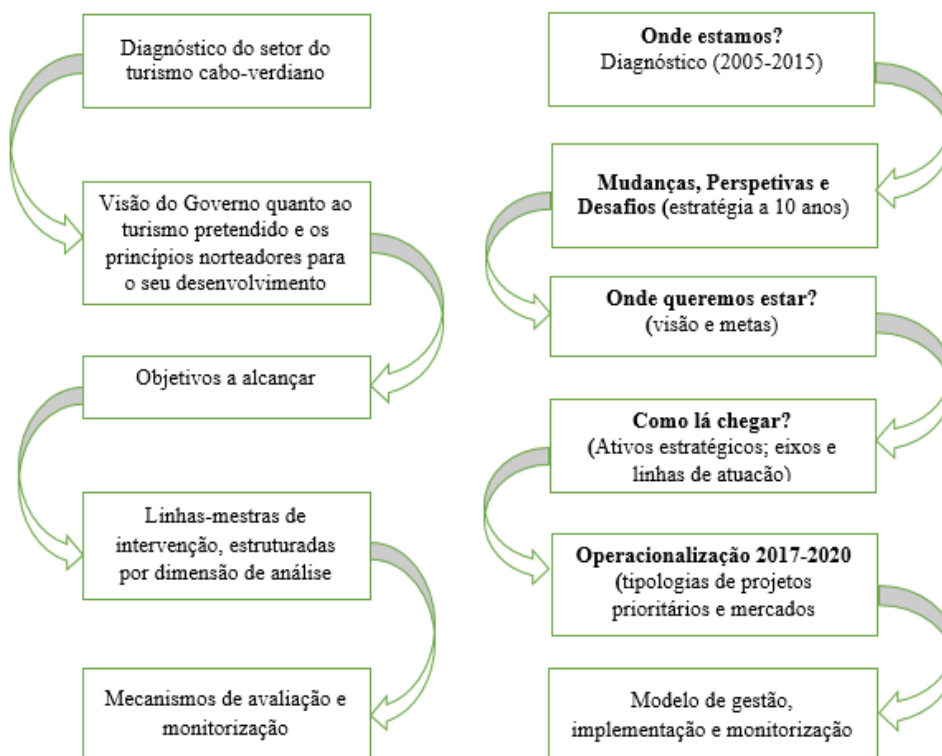 Diagnóstico do setor do
turismo cabo-verdiano
Visão do Governo quanto ao
turismo pretendido e os
princípios norteadores para
o seu desenvolvimento
Objetivos a alcançar
Linhas-mestras de
intervenção, estruturadas
por dimensão de análise
Mecanismos de avaliação e
monitorização
Onde estamos?
Diagnóstico (2005-2015)
Mudanças, Perspetivas e
Desafios (estratégia a 10 anos)
Onde queremos estar?
(visão e metas)
Como lá chegar?
(Ativos estratégicos; eixos e
linhas de atuação)
Operacionalização 2017-2020
(tipologias de projetos
prioritários e mercados
Modelo de gestão,
implementação e monitorização